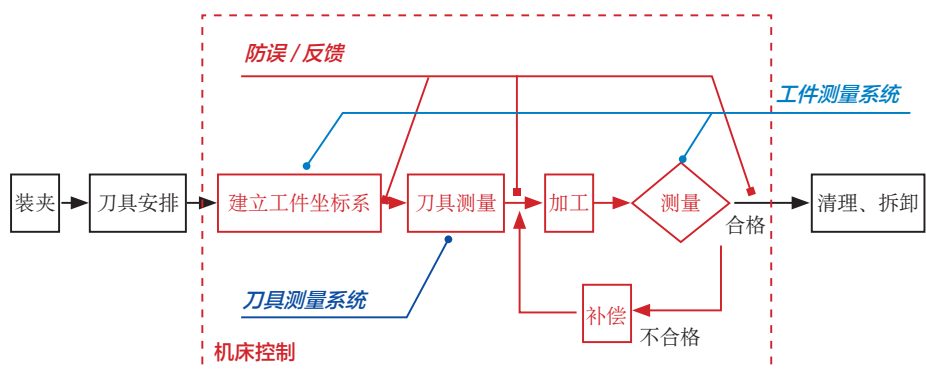 防误 / 反馈
工件测量系统
装夹
刀具安排
建立工件坐标系
刀具测量
加工
测量
清理、拆卸
合格
刀具测量系统
补偿
不合格
机床控制